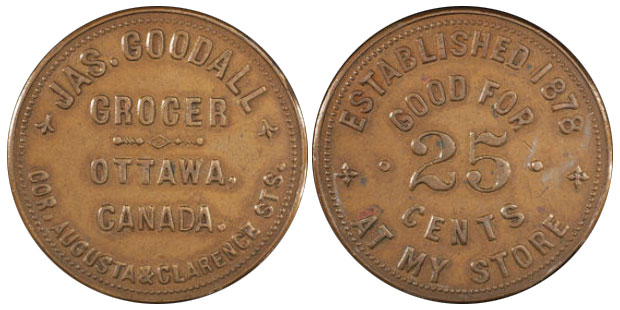 JAS. GOODALL
GROCER
OTTAWA,
CANADA.
COR. AUGUSTA & CLARENCE STS.
ESTABLISHED 1878
GOOD FOR
25
CENTS
AT MY STORE